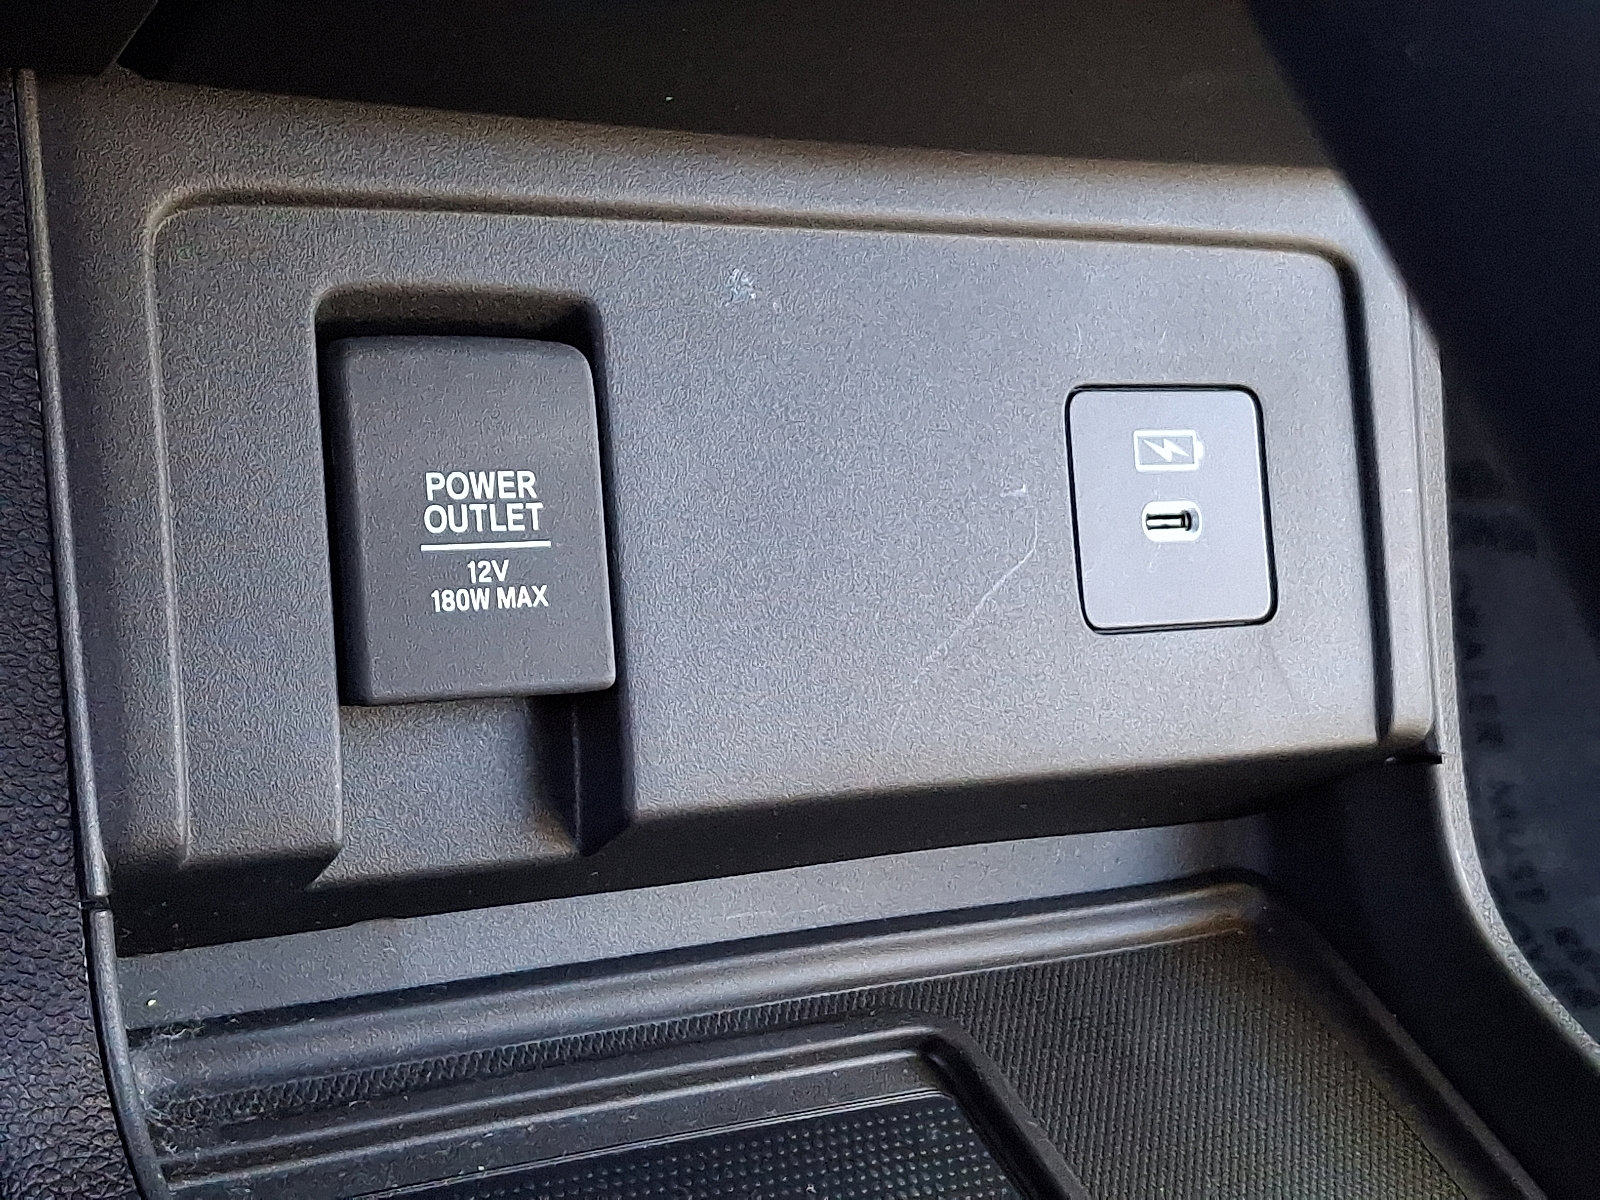 POWER
OUTLET
12V
180W MAX